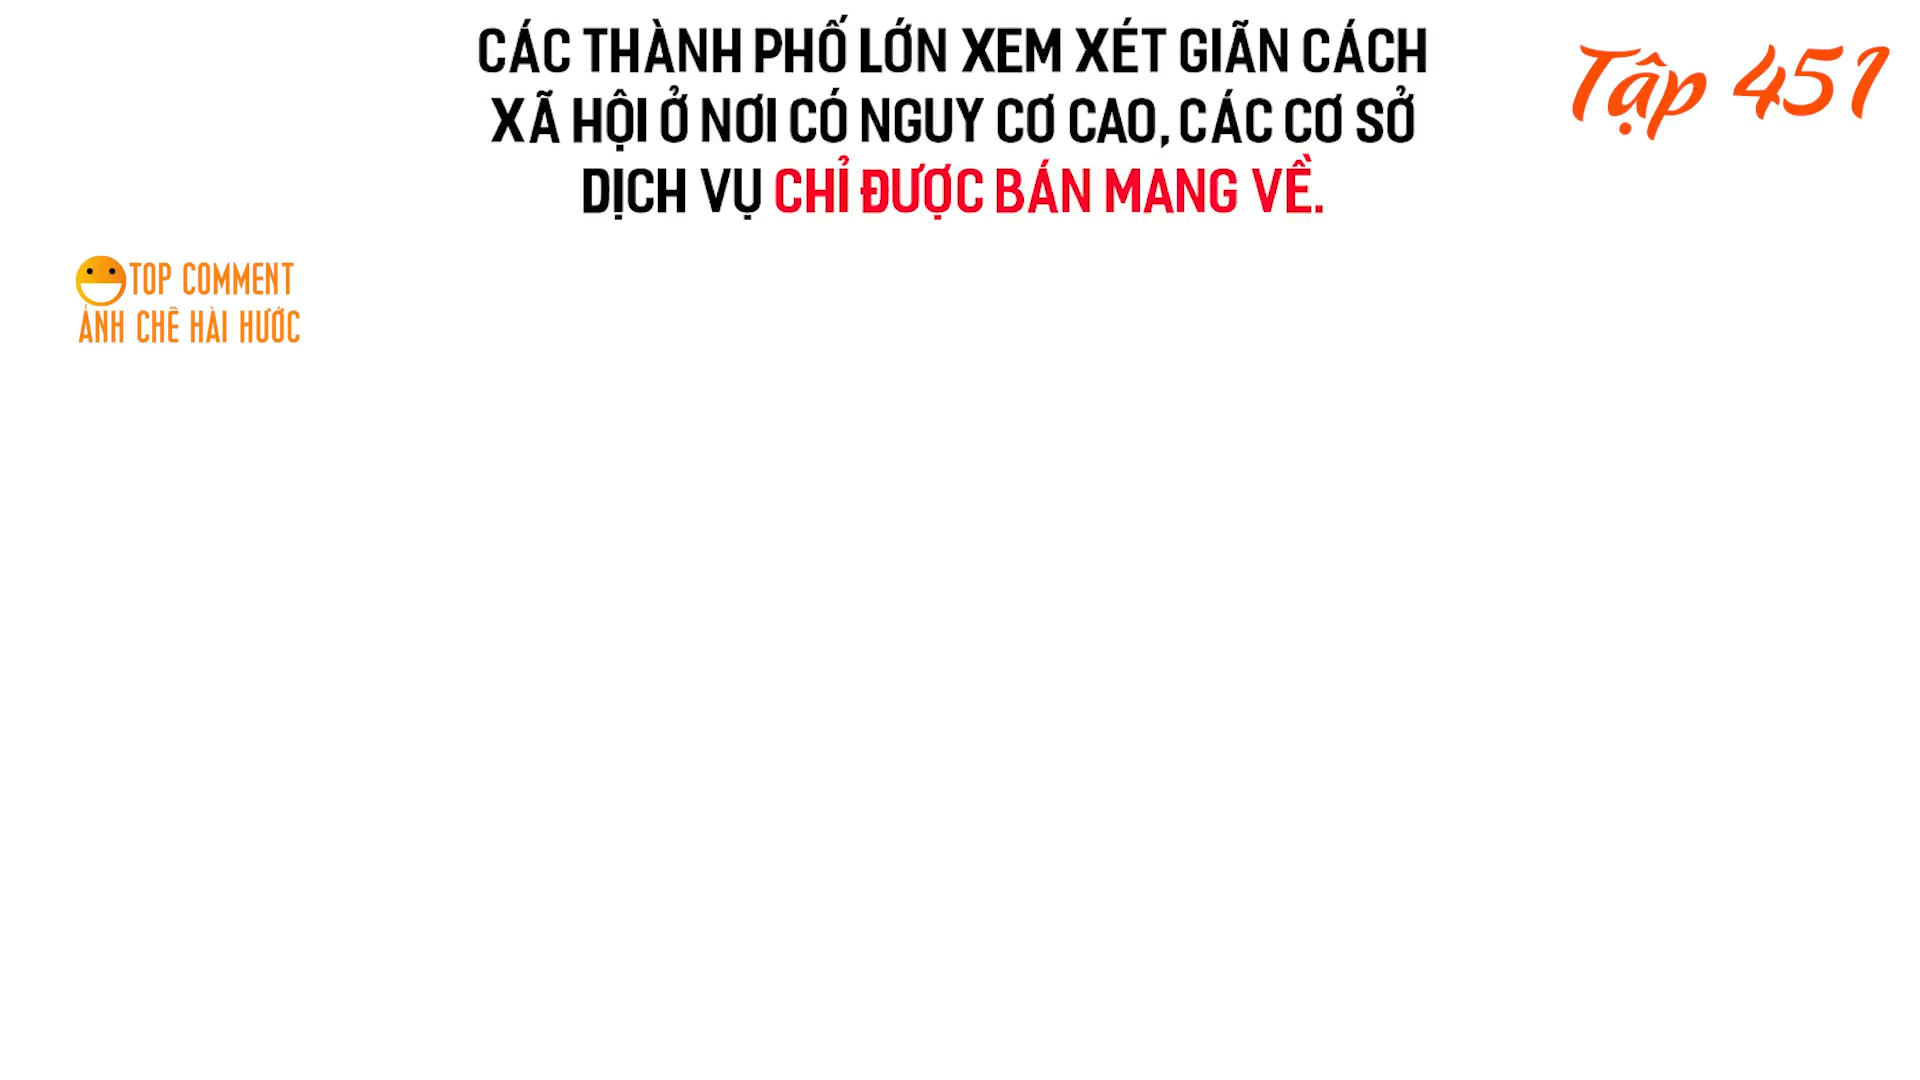 CÁC THÀNH PHỐ LỚN XEM XÉT GIÃN CÁCH
XÃ HỘI Ở NƠI CÓ NGUY CƠ CAO, CÁC CƠ SỞ
DỊCH VỤ CHỈ ĐƯỢC BÁN MANG VỀ.
Tập 451
TOP COMMENT
ẢNH CHẾ HÀI HƯỚC